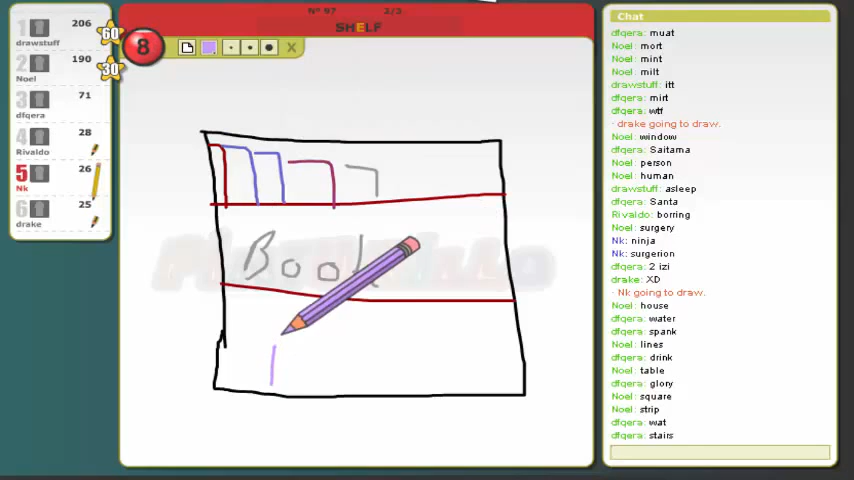 Nº 97 2/3
SHELF
8
1 drawstuff 206
60
2 Noel 190
30
3 dfqera 71
4 Rivaldo 28
5 Nk 26
6 drake 25
Book
Chat
dfqera: muat
Noel: mort
Noel: mint
Noel: milt
drawstuff: itt
dfqera: mirt
dfqera: wtf
· drake going to draw.
Noel: window
dfqera: Saitama
Noel: person
Noel: human
drawstuff: asleep
dfqera: Santa
Rivaldo: borring
Noel: surgery
Nk: ninja
Nk: surgerion
dfqera: 2 izi
drake: XD
· Nk going to draw.
Noel: house
dfqera: water
dfqera: spank
Noel: lines
dfqera: drink
Noel: table
dfqera: glory
Noel: square
Noel: strip
dfqera: wat
dfqera: stairs